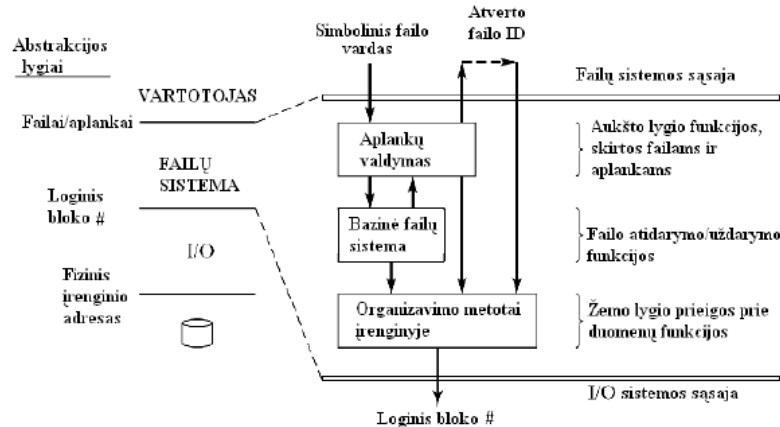 Abstrakcijos
lygiai
VARTOTOJAS
Failai/aplankai
FAILŲ
SISTEMA
Loginis
bloko #
I/O
Fizinis
įrenginio
adresas
Simbolinis failo
vardas
Atverto
failo ID
Failų sistemos sąsaja
Aplankų
valdymas
Aukšto lygio funkcijos,
skirtos failams ir
aplankams
Bazinė failų
sistema
Failo atidarymo/uždarymo
funkcijos
Organizavimo metotai
įrenginyje
Žemo lygio prieigos prie
duomenų funkcijos
I/O sistemos sąsaja
Loginis bloko #